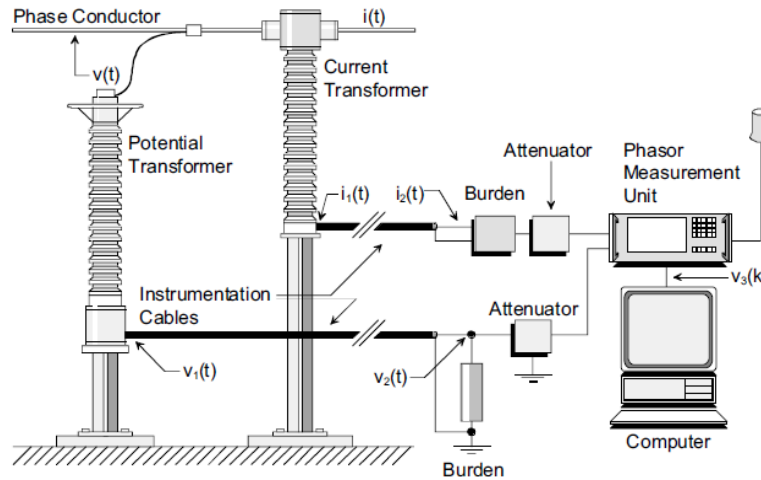 Phase Conductor
i(t)
v(t)
Current
Transformer
Potential
Transformer
Attenuator
Phasor
Measurement
Unit
i₁(t)
i₂(t)
Burden
v₃(k
Instrumentation
Cables
Attenuator
v₁(t)
v₂(t)
Burden
Computer